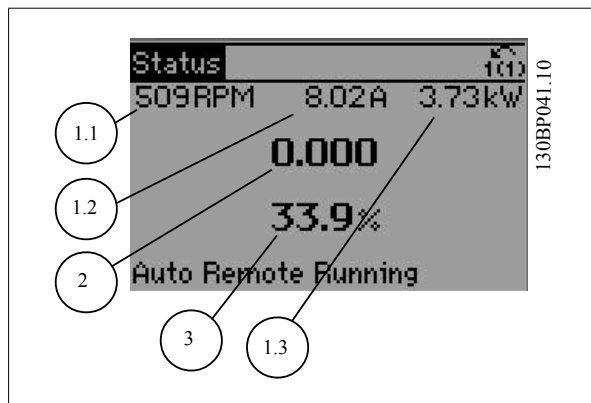 Status
1(1)
509RPM 8.02A 3.73kW
0.000
33.9%
Auto Remote Running
1.1
1.2
2
3
1.3
130BP041.10